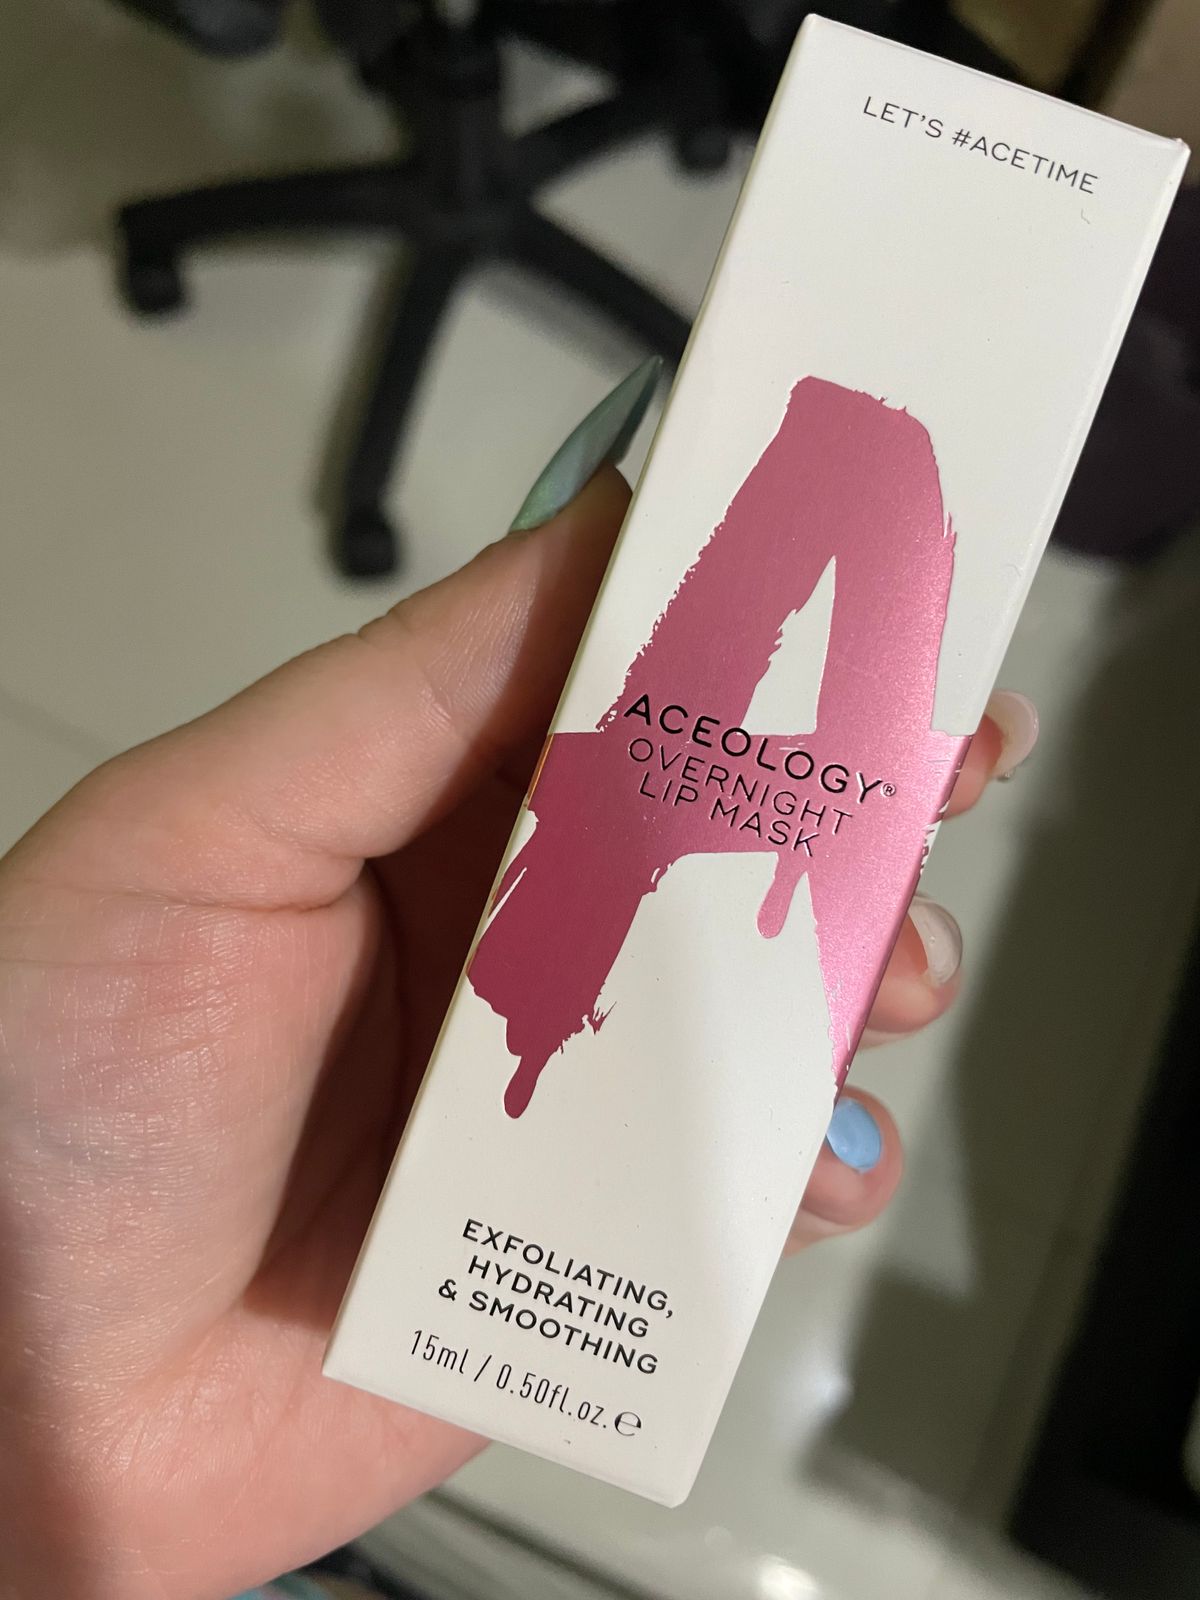 LET'S #ACETIME
ACEOLOGY®
OVERNIGHT
LIP MASK
EXFOLIATING,
HYDRATING
& SMOOTHING
15ml / 0.50fl.oz. ℮